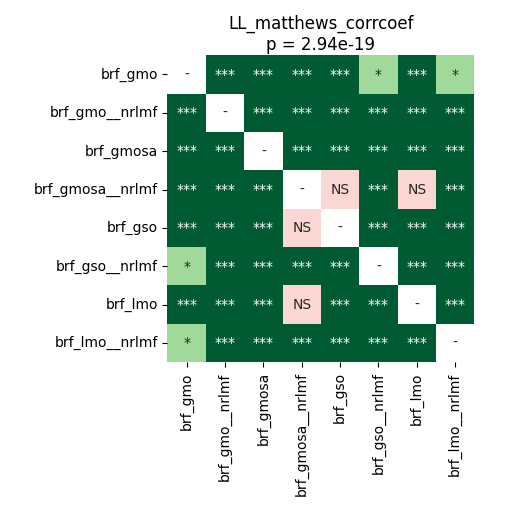 LL_matthews_corrcoef
p = 2.94e-19
brf_gmo - *** *** *** *** * *** *
brf_gmo__nrlmf *** - *** *** *** *** *** ***
brf_gmosa *** *** - *** *** *** *** ***
brf_gmosa__nrlmf *** *** *** - NS *** NS ***
brf_gso *** *** *** NS - *** *** ***
brf_gso__nrlmf * *** *** *** *** - *** ***
brf_lmo *** *** *** NS *** *** - ***
brf_lmo__nrlmf * *** *** *** *** *** *** -
brf_gmo
brf_gmo__nrlmf
brf_gmosa
brf_gmosa__nrlmf
brf_gso
brf_gso__nrlmf
brf_lmo
brf_lmo__nrlmf